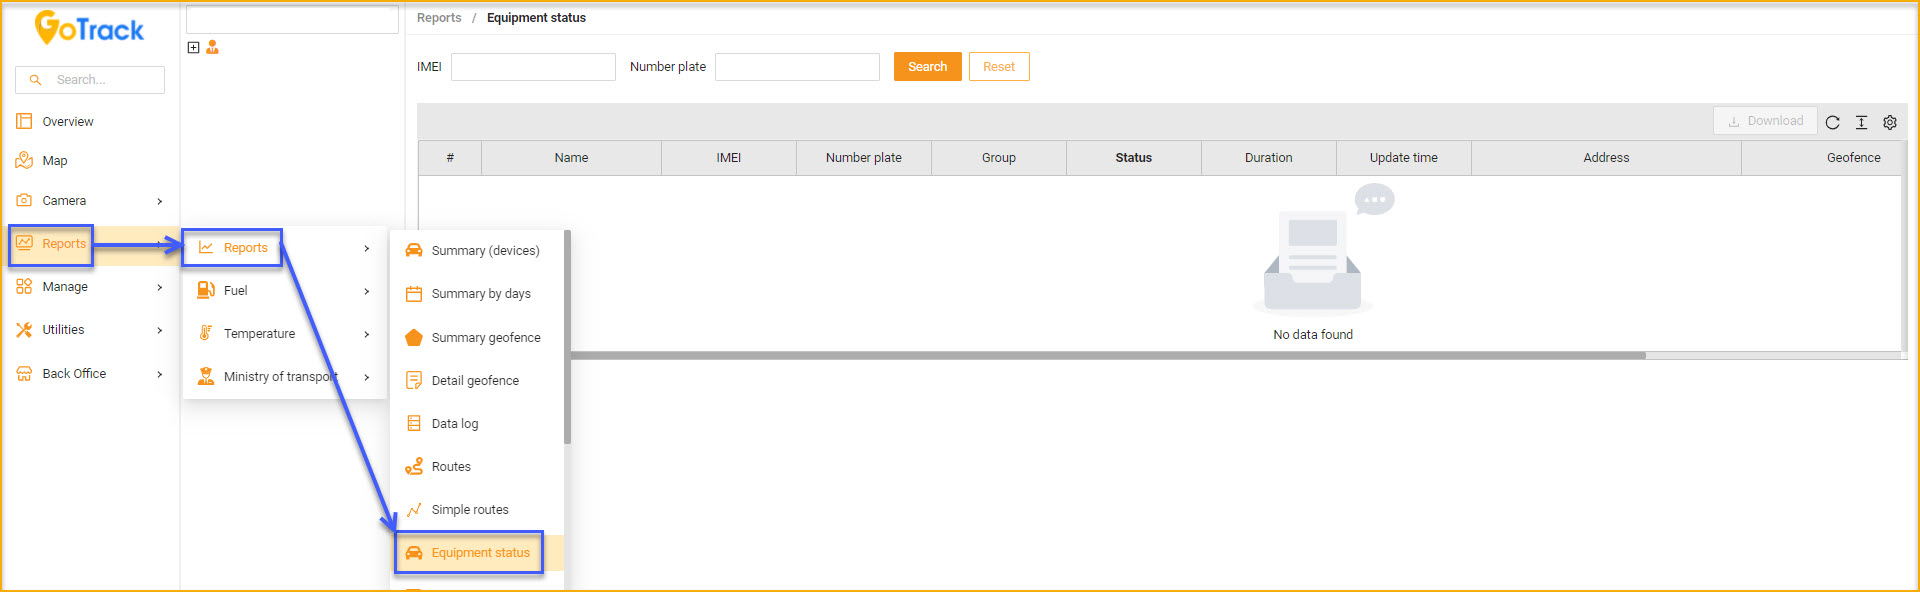 GoTrack
Search...
Overview
Map
Camera
Reports
Manage
Utilities
Back Office
Reports
Fuel
Temperature
Ministry of transport
Summary (devices)
Summary by days
Summary geofence
Detail geofence
Data log
Routes
Simple routes
Equipment status
Reports / Equipment status
IMEI Number plate Search Reset
Download
# Name IMEI Number plate Group Status Duration Update time Address Geofence
No data found